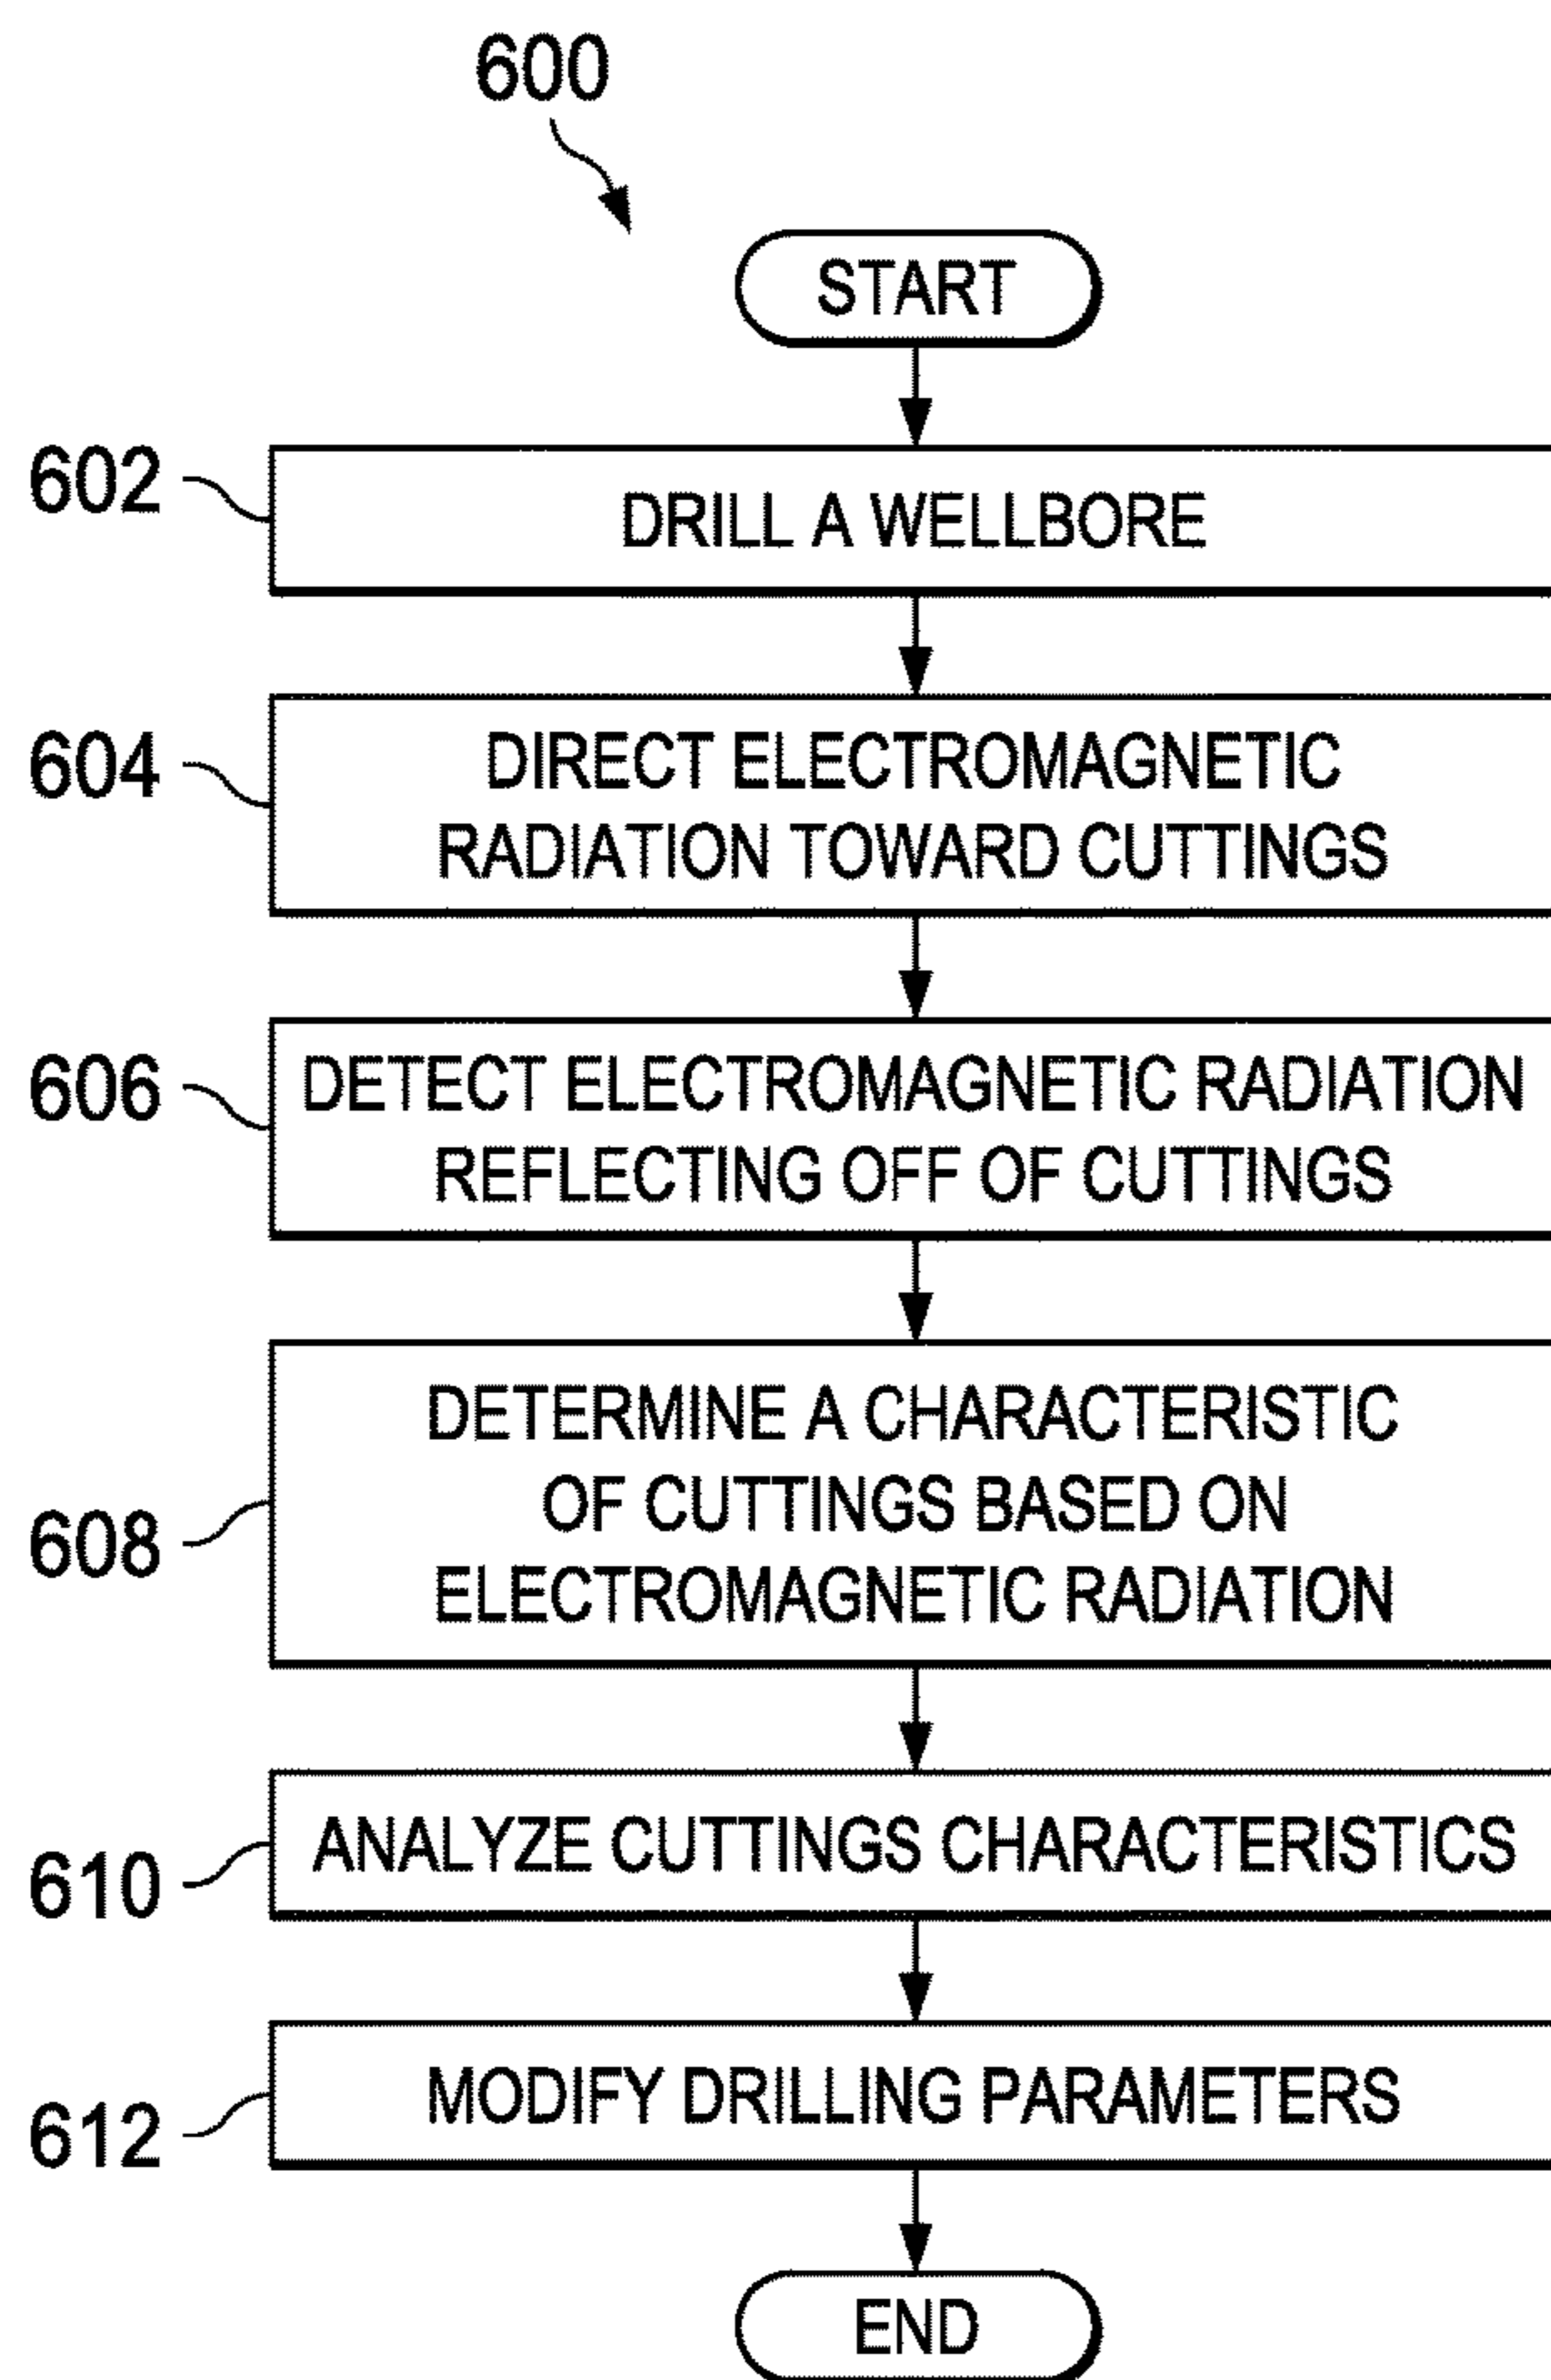 600
START
602
DRILL A WELLBORE
604
DIRECT ELECTROMAGNETIC
RADIATION TOWARD CUTTINGS
606
DETECT ELECTROMAGNETIC RADIATION
REFLECTING OFF OF CUTTINGS
608
DETERMINE A CHARACTERISTIC
OF CUTTINGS BASED ON
ELECTROMAGNETIC RADIATION
610
ANALYZE CUTTINGS CHARACTERISTICS
612
MODIFY DRILLING PARAMETERS
END